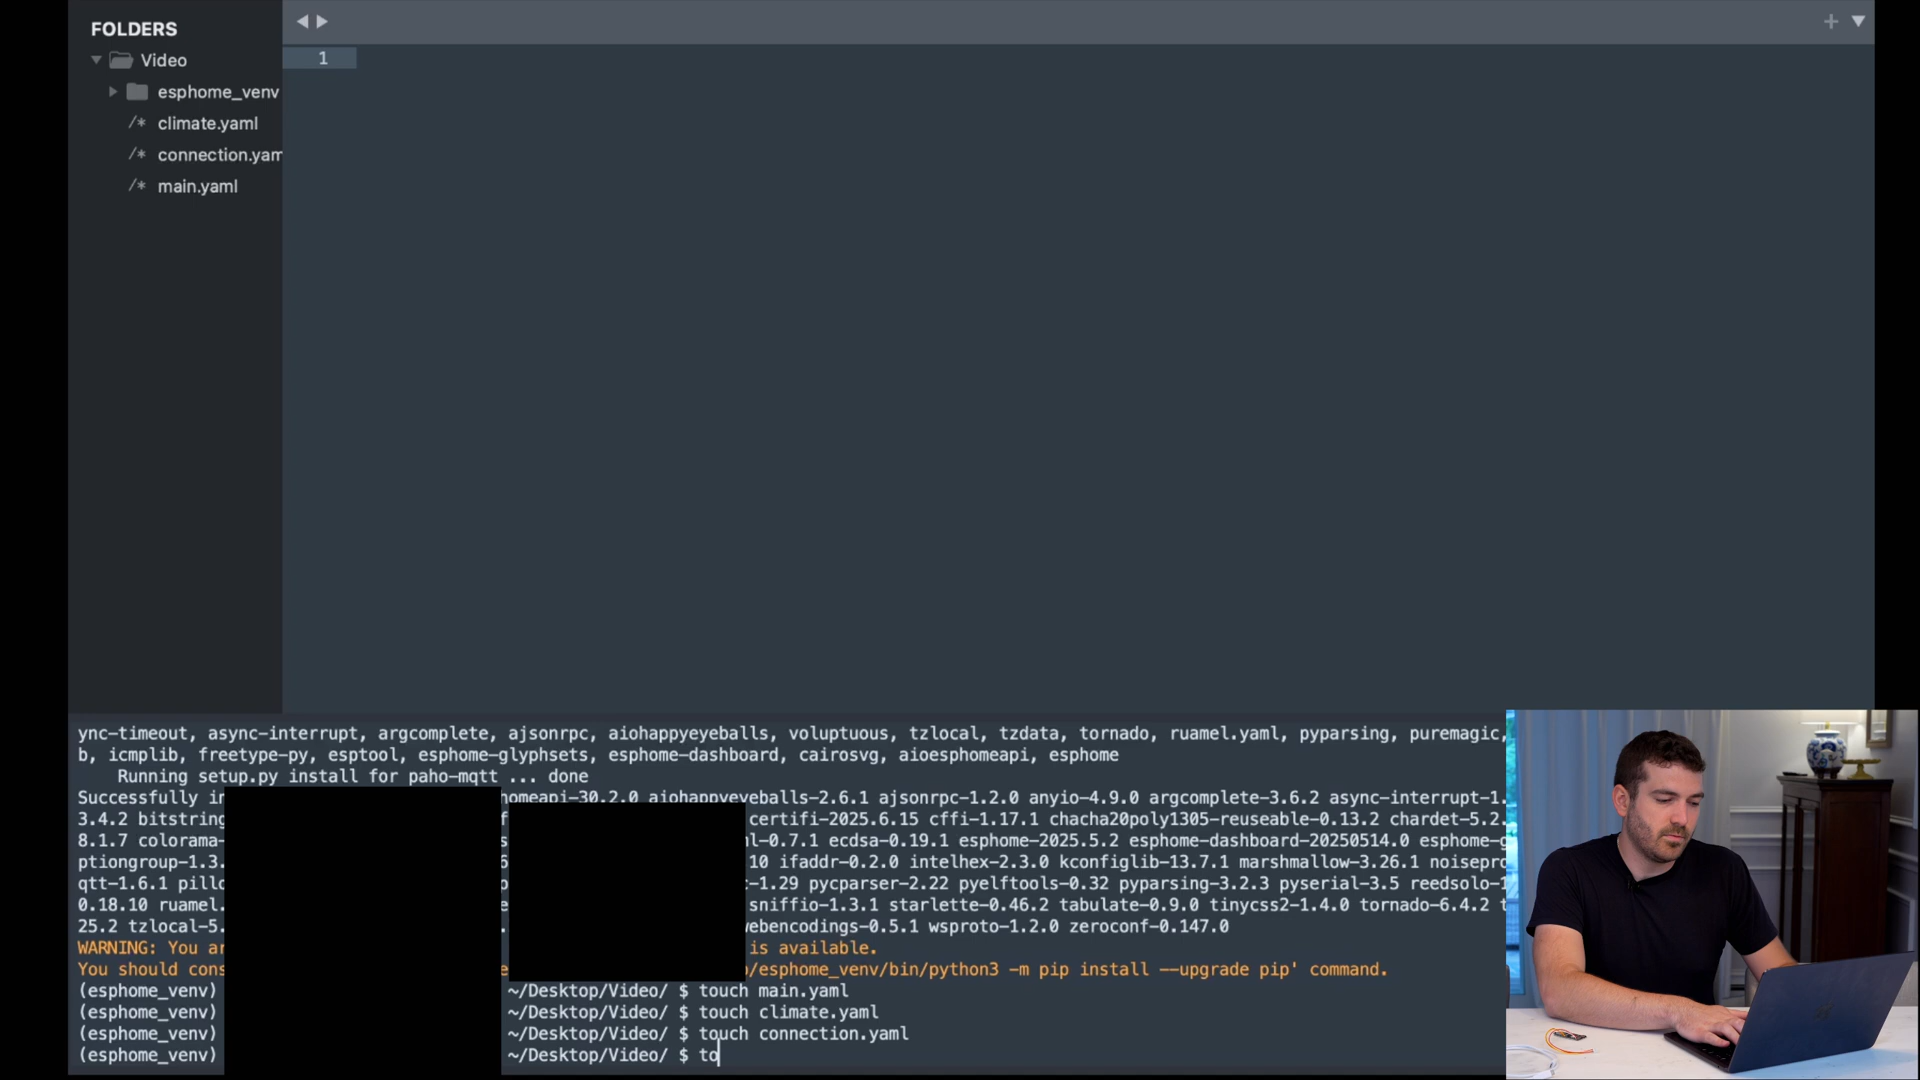 FOLDERS
Video
esphome_venv
/* climate.yaml
/* connection.yam
/* main.yaml
1
ync-timeout, async-interrupt, argcomplete, ajsonrpc, aiohappyeyeballs, voluptuous, tzlocal, tzdata, tornado, ruamel.yaml, pyparsing, puremagic,
b, icmplib, freetype-py, esptool, esphome-glyphsets, esphome-dashboard, cairosvg, aioesphomeapi, esphome
Running setup.py install for paho-mqtt ... done
Successfully in homeapi-30.2.0 aiohappyeyeballs-2.6.1 ajsonrpc-1.2.0 anyio-4.9.0 argcomplete-3.6.2 async-interrupt-1.
3.4.2 bitstring certifi-2025.6.15 cffi-1.17.1 chacha20poly1305-reuseable-0.13.2 chardet-5.2.
8.1.7 colorama- l-0.7.1 ecdsa-0.19.1 esphome-2025.5.2 esphome-dashboard-20250514.0 esphome-g
ptiongroup-1.3. 10 ifaddr-0.2.0 intelhex-2.3.0 kconfiglib-13.7.1 marshmallow-3.26.1 noisepro
qtt-1.6.1 pillo -1.29 pycparser-2.22 pyelftools-0.32 pyparsing-3.2.3 pyserial-3.5 reedsolo-1
0.18.10 ruamel. sniffio-1.3.1 starlette-0.46.2 tabulate-0.9.0 tinycss2-1.4.0 tornado-6.4.2 t
25.2 tzlocal-5. webencodings-0.5.1 wsproto-1.2.0 zeroconf-0.147.0
WARNING: You ar is available.
You should cons /esphome_venv/bin/python3 -m pip install --upgrade pip' command.
(esphome_venv) ~/Desktop/Video/ $ touch main.yaml
(esphome_venv) ~/Desktop/Video/ $ touch climate.yaml
(esphome_venv) ~/Desktop/Video/ $ touch connection.yaml
(esphome_venv) ~/Desktop/Video/ $ to